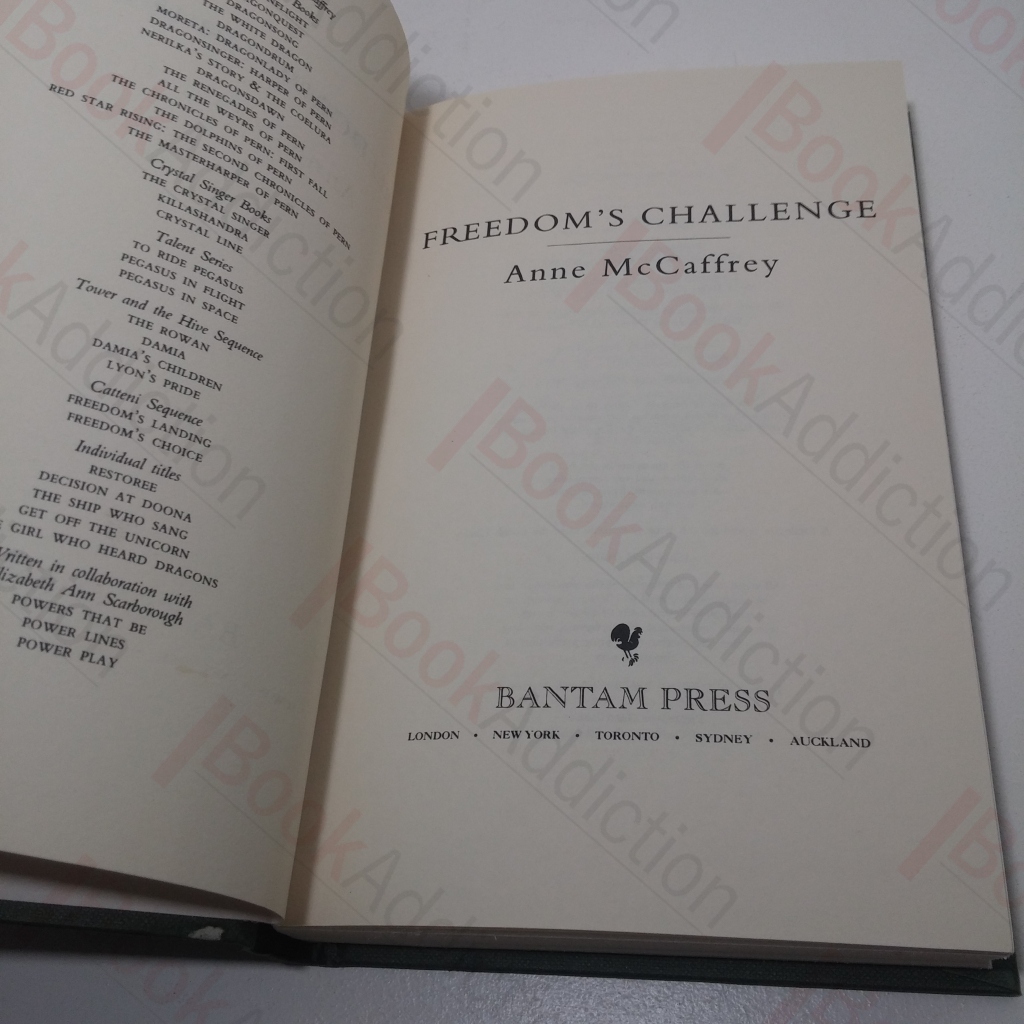 Books
DRAGONQUEST
THE WHITE DRAGON
DRAGONSONG
DRAGONDRUM
MORETA: DRAGONLADY OF PERN
DRAGONSINGER: HARPER OF PERN
NERILKA'S STORY & THE COELURA
DRAGONSDAWN
THE RENEGADES OF PERN
ALL THE WEYRS OF PERN
THE CHRONICLES OF PERN: FIRST FALL
THE DOLPHINS OF PERN
RED STAR RISING: THE SECOND CHRONICLES OF PERN
THE MASTERHARPER OF PERN
Crystal Singer Books
THE CRYSTAL SINGER
KILLASHANDRA
CRYSTAL LINE
Talent Series
TO RIDE PEGASUS
PEGASUS IN FLIGHT
PEGASUS IN SPACE
Tower and the Hive Sequence
THE ROWAN
DAMIA
DAMIA'S CHILDREN
LYON'S PRIDE
Catteni Sequence
FREEDOM'S LANDING
FREEDOM'S CHOICE
Individual titles
RESTOREE
DECISION AT DOONA
THE SHIP WHO SANG
GET OFF THE UNICORN
GIRL WHO HEARD DRAGONS
Written in collaboration with
Elizabeth Ann Scarborough
POWERS THAT BE
POWER LINES
POWER PLAY
FREEDOM'S CHALLENGE
Anne McCaffrey
BANTAM PRESS
LONDON • NEW YORK • TORONTO • SYDNEY • AUCKLAND
BookAddiction